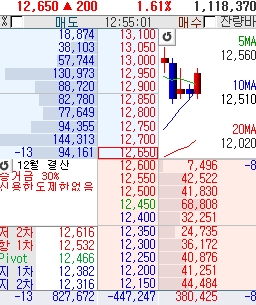 12,650 ▲ 200 1.61% 1,118,370
% 매도 12:55:01 매수 잔량바
18,874 13,100 5MA
38,103 13,050 12,560
57,744 13,000
130,973 12,950
88,720 12,900 10MA
82,780 12,850 12,510
77,649 12,800
94,355 12,750
144,313 12,700 20MA
-13 94,161 12,650 12,020
12월 결산 12,600 7,496 -8
증거금 30% 12,550 42,522
신용한도제한없음 12,500 41,830
12,450 68,808
12,400 32,251
저 2차 12,616 12,350 24,735
항 1차 12,532 12,300 36,172
Pivot 12,466 12,250 40,876
지 1차 12,382 12,200 41,251
지 2차 12,316 12,150 44,484
-13 827,672 -447,247 380,425 -8